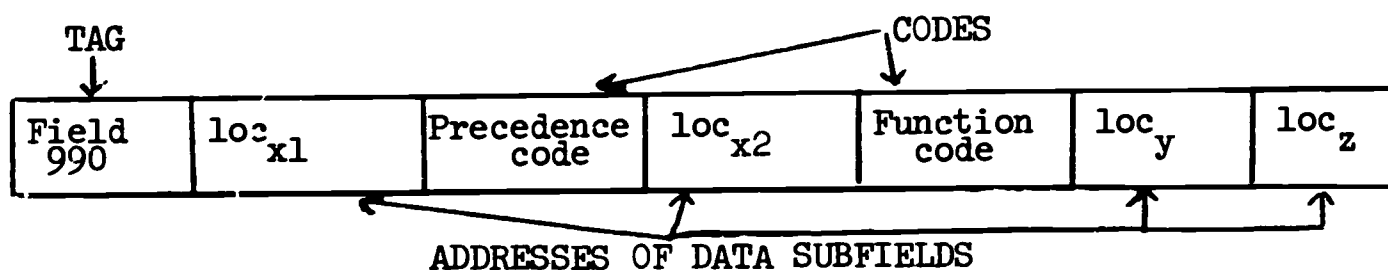 TAG
CODES
Field 990
loc x1
Precedence code
loc x2
Function code
loc y
loc z
ADDRESSES OF DATA SUBFIELDS